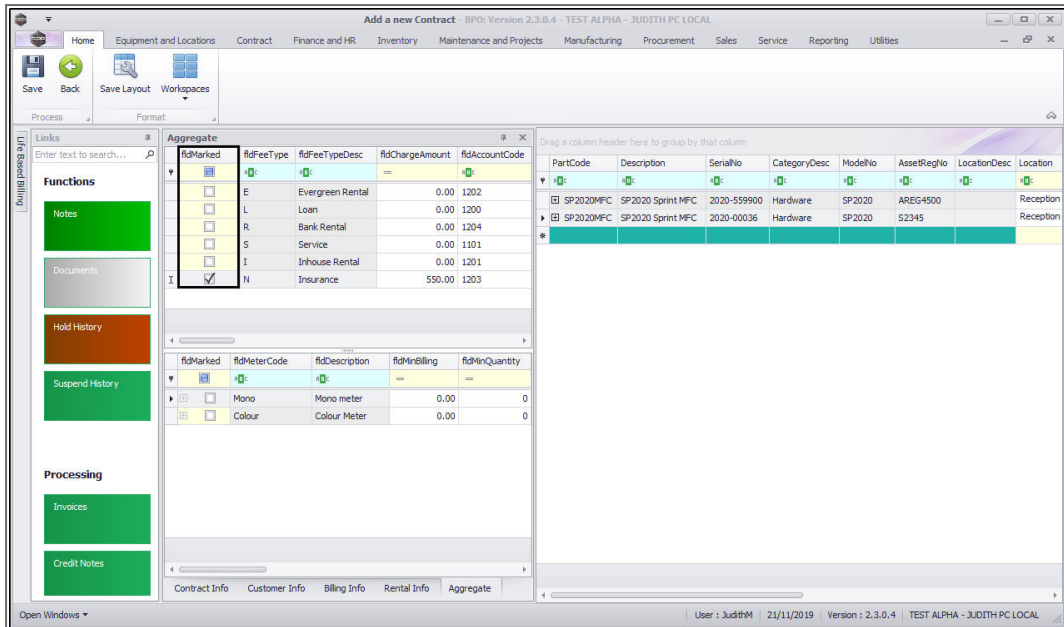 Add a new Contract - BPO: Version 2.3.0.4 - TEST ALPHA - JUDITH PC LOCAL
Home Equipment and Locations Contract Finance and HR Inventory Maintenance and Projects Manufacturing Procurement Sales Service Reporting Utilities
Save Back Save Layout Workspaces
Process Format
Life Based Billing
Links
Enter text to search...
Functions
Notes
Documents
Hold History
Suspend History
Processing
Invoices
Credit Notes
Aggregate
fldMarked fldFeeType fldFeeTypeDesc fldChargeAmount fldAccountCode
E Evergreen Rental 0.00 1202
L Loan 0.00 1200
R Bank Rental 0.00 1204
S Service 0.00 1101
I Inhouse Rental 0.00 1201
N Insurance 550.00 1203
fldMarked fldMeterCode fldDescription fldMinBilling fldMinQuantity
Mono Mono meter 0.00 0
Colour Colour Meter 0.00 0
Contract Info Customer Info Billing Info Rental Info Aggregate
Drag a column header here to group by that column
PartCode Description SerialNo CategoryDesc ModelNo AssetRegNo LocationDesc Location
SP2020MFC SP2020 Sprint MFC 2020-559900 Hardware SP2020 AREG4500 Reception
SP2020MFC SP2020 Sprint MFC 2020-00036 Hardware SP2020 S2345 Reception
Open Windows User : JudithM 21/11/2019 Version : 2.3.0.4 TEST ALPHA - JUDITH PC LOCAL